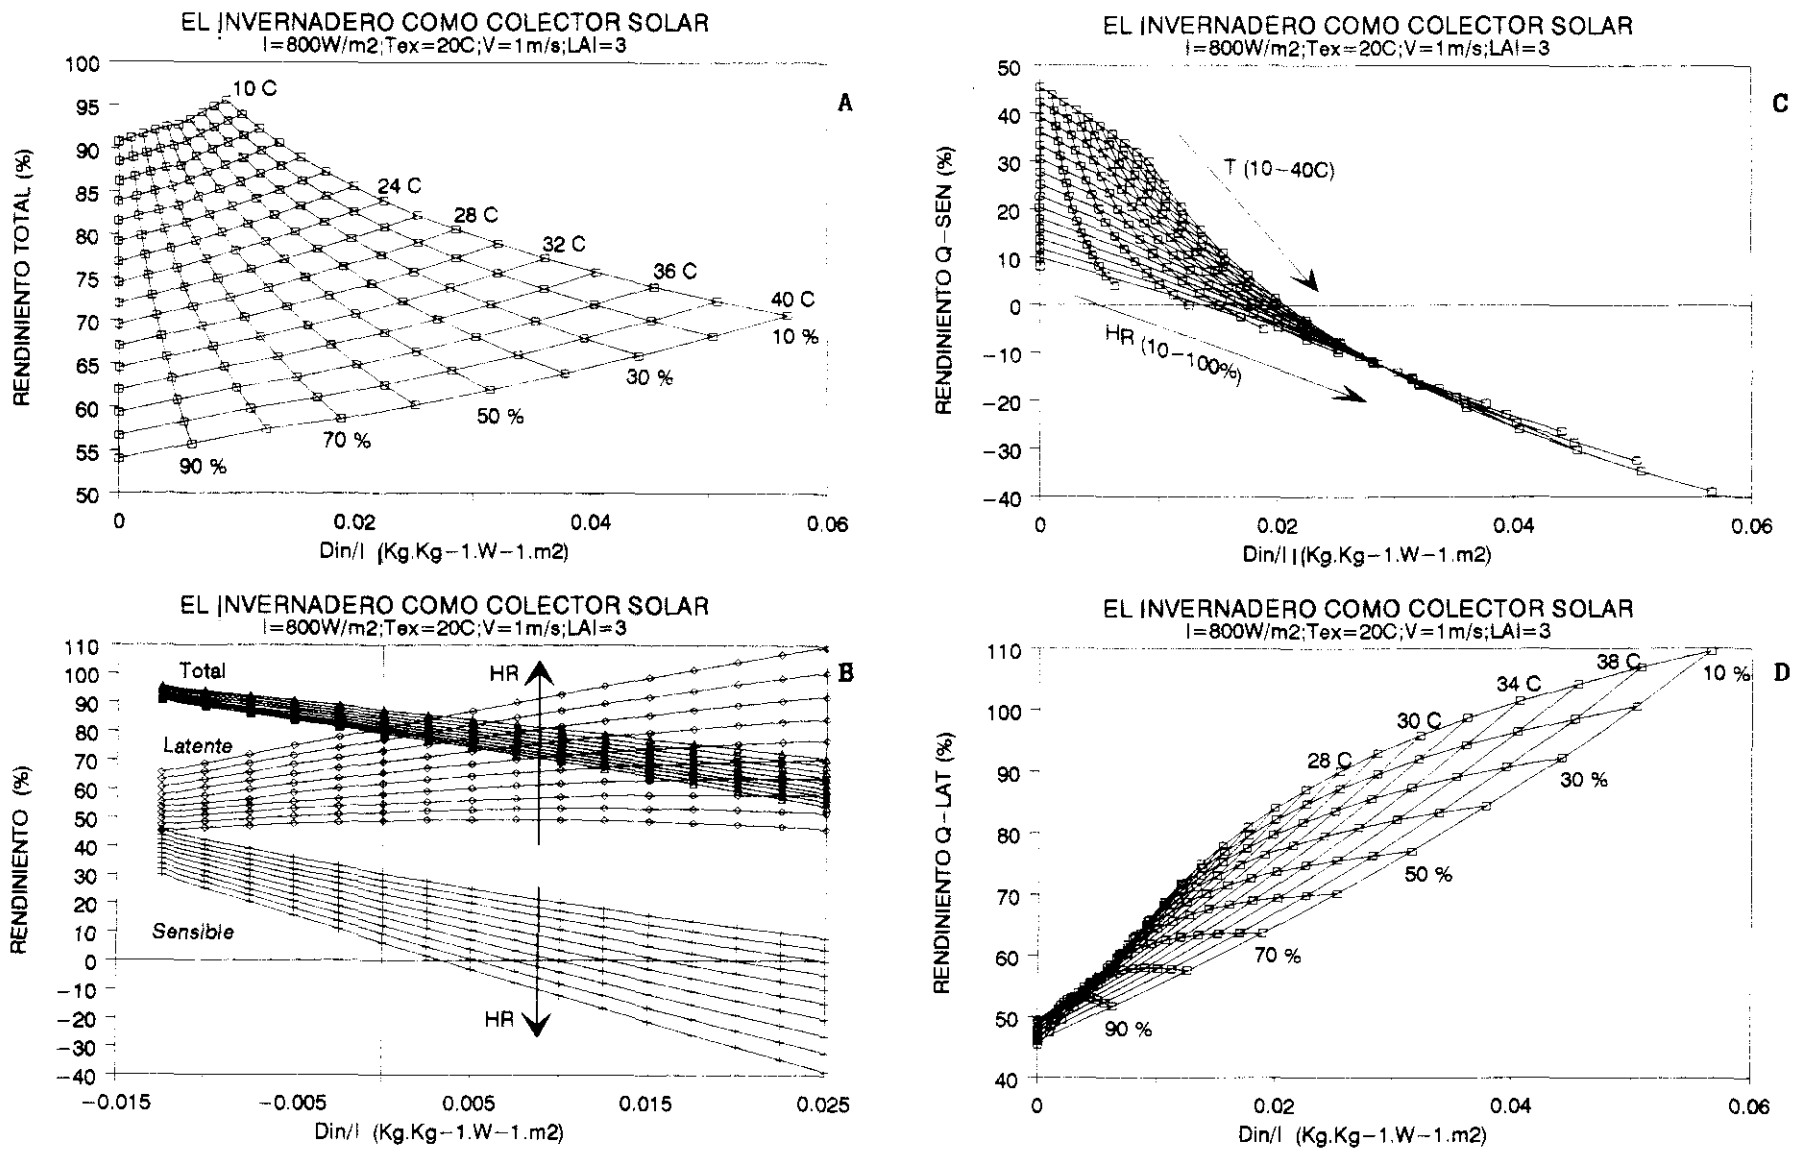 EL INVERNADERO COMO COLECTOR SOLAR
I=800W/m2;Tex=20C;V=1m/s;LAI=3
A
RENDINIENTO TOTAL (%)
100
95
90
85
80
75
70
65
60
55
50
10 C
24 C
28 C
32 C
36 C
40 C
10 %
30 %
50 %
70 %
90 %
0
0.02
0.04
0.06
Din/I (Kg.Kg-1.W-1.m2)
EL INVERNADERO COMO COLECTOR SOLAR
I=800W/m2;Tex=20C;V=1m/s;LAI=3
C
RENDINIENTO Q-SEN (%)
50
40
30
20
10
0
-10
-20
-30
-40
T (10-40C)
HR (10-100%)
0
0.02
0.04
0.06
Din/I (Kg.Kg-1.W-1.m2)
EL INVERNADERO COMO COLECTOR SOLAR
I=800W/m2;Tex=20C;V=1m/s;LAI=3
B
RENDINIENTO (%)
110
100
90
80
70
60
50
40
30
20
10
0
-10
-20
-30
-40
Total
Latente
Sensible
HR
HR
-0.015
-0.005
0.005
0.015
0.025
Din/I (Kg.Kg-1.W-1.m2)
EL INVERNADERO COMO COLECTOR SOLAR
I=800W/m2;Tex=20C;V=1m/s;LAI=3
D
RENDINIENTO Q-LAT (%)
110
100
90
80
70
60
50
40
38 C
34 C
30 C
28 C
10 %
30 %
50 %
70 %
90 %
0
0.02
0.04
0.06
Din/I (Kg.Kg-1.W-1.m2)